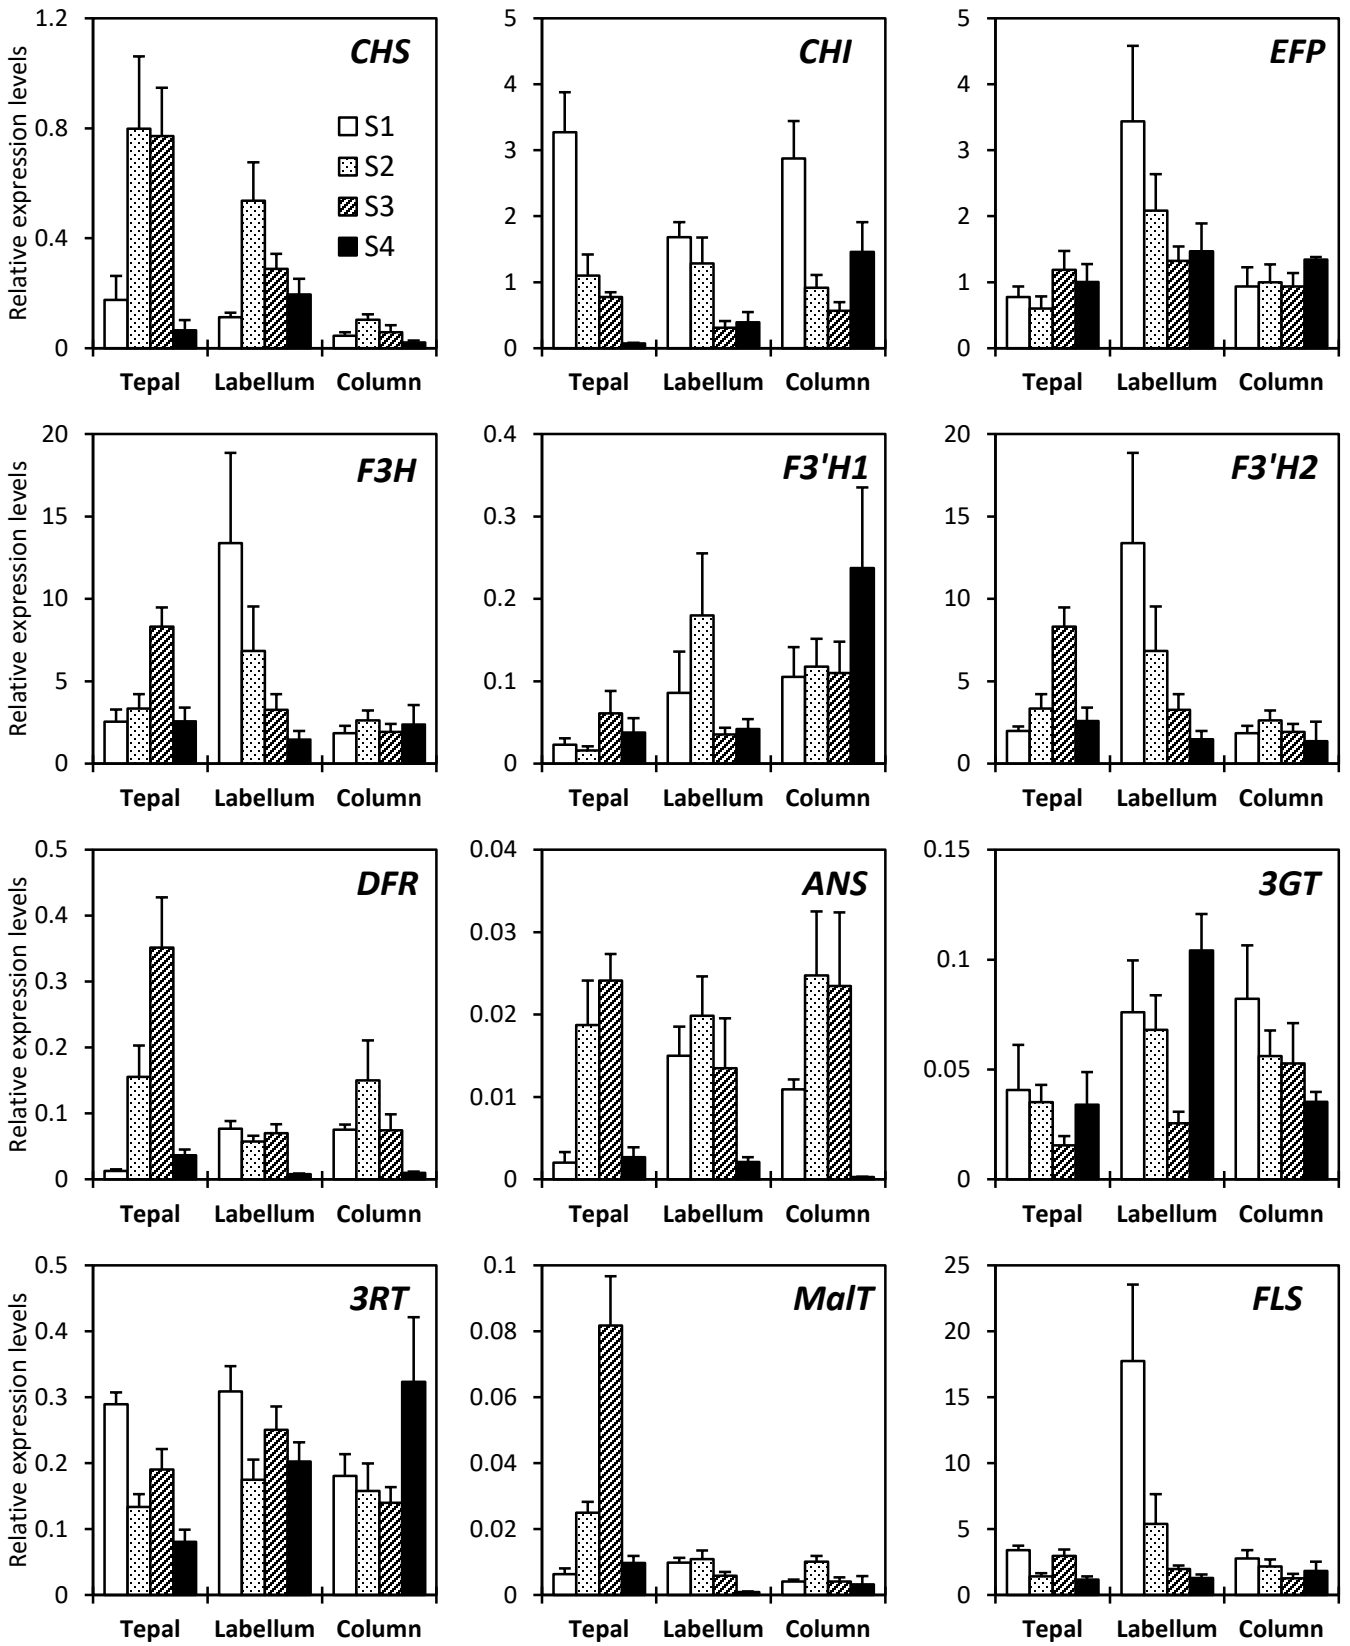 Relative expression levels
1.2
0.8
0.4
0
CHS
S1
S2
S3
S4
Tepal Labellum Column
5
4
3
2
1
0
CHI
Tepal Labellum Column
5
4
3
2
1
0
EFP
Tepal Labellum Column
Relative expression levels
20
15
10
5
0
F3H
Tepal Labellum Column
0.4
0.3
0.2
0.1
0
F3'H1
Tepal Labellum Column
20
15
10
5
0
F3'H2
Tepal Labellum Column
Relative expression levels
0.5
0.4
0.3
0.2
0.1
0
DFR
Tepal Labellum Column
0.04
0.03
0.02
0.01
0
ANS
Tepal Labellum Column
0.15
0.1
0.05
0
3GT
Tepal Labellum Column
Relative expression levels
0.5
0.4
0.3
0.2
0.1
0
3RT
Tepal Labellum Column
0.1
0.08
0.06
0.04
0.02
0
MalT
Tepal Labellum Column
25
20
15
10
5
0
FLS
Tepal Labellum Column